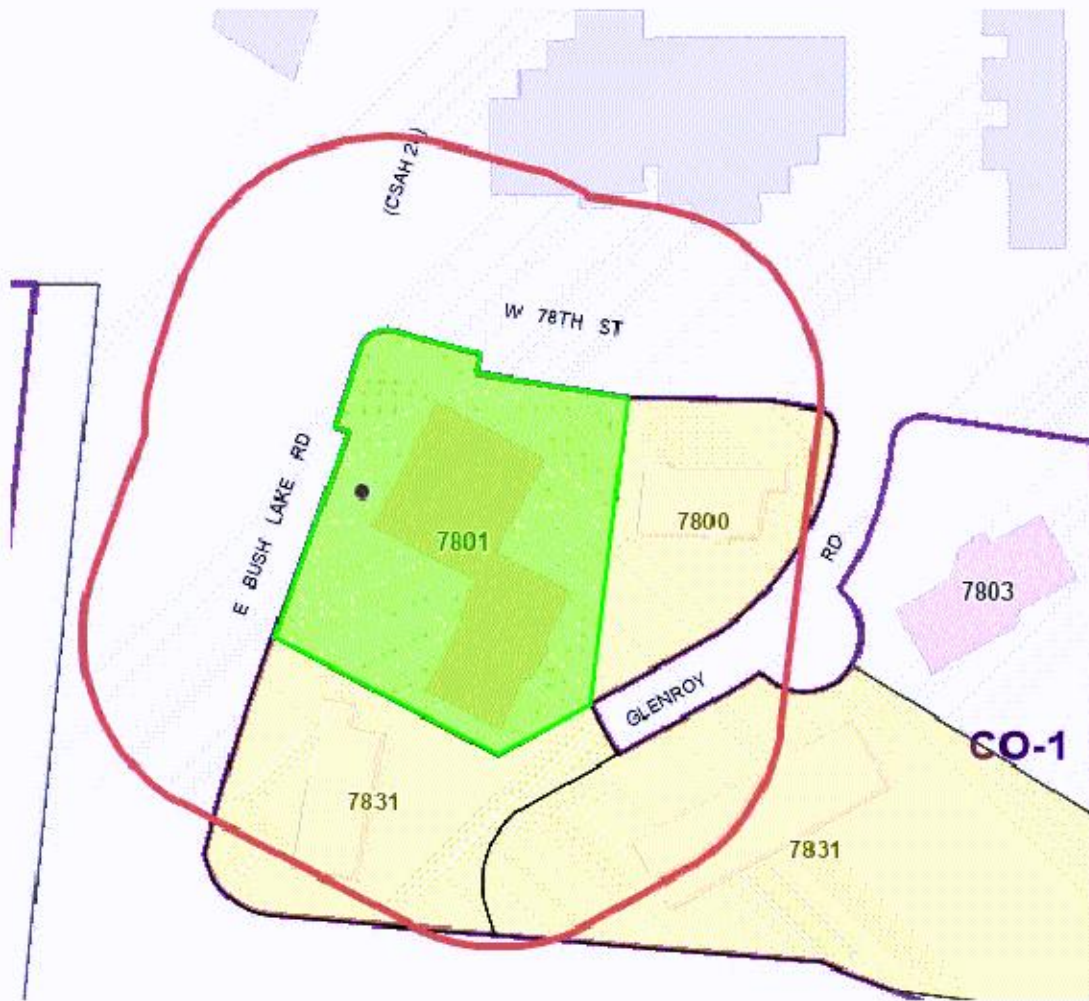 (CSAH 2
W 78TH ST
E BUSH LAKE RD
7801
7800
RD
7803
GLENROY
CO-1
7831
7831